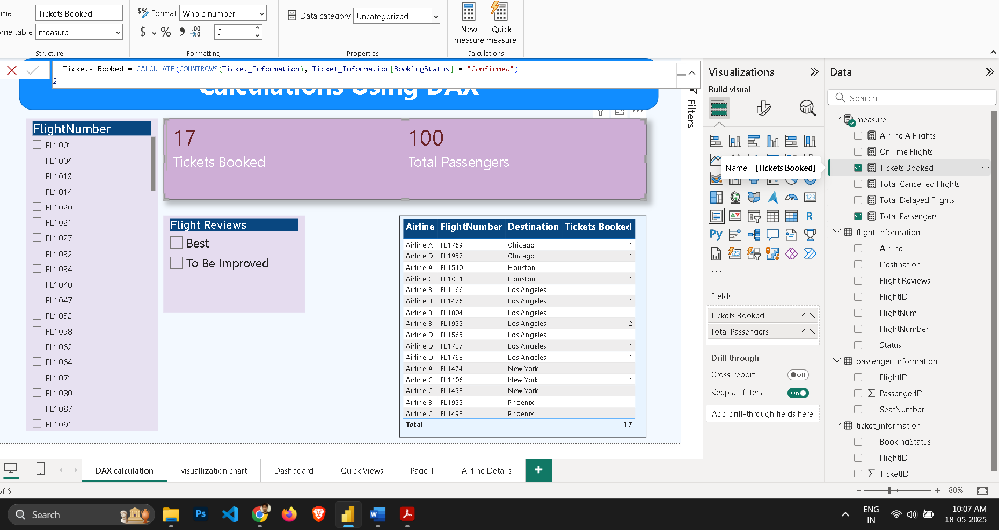 me
Tickets Booked
Format
Whole number
Data category
Uncategorized
New measure
Quick measure
me table
measure
$
%
0
Structure
Formatting
Properties
Calculations
1 Tickets Booked = CALCULATE(COUNTROWS(Ticket_Information), Ticket_Information[BookingStatus] = "Confirmed")
2
Calculations Using DAX
FlightNumber
FL1001
FL1004
FL1013
FL1014
FL1020
FL1021
FL1027
FL1032
FL1034
FL1040
FL1047
FL1052
FL1058
FL1062
FL1064
FL1071
FL1080
FL1087
FL1091
17
Tickets Booked
100
Total Passengers
Flight Reviews
Best
To Be Improved
Airline FlightNumber Destination Tickets Booked
Airline A FL1769 Chicago 1
Airline D FL1957 Chicago 1
Airline A FL1510 Houston 1
Airline C FL1021 Houston 1
Airline B FL1166 Los Angeles 1
Airline B FL1476 Los Angeles 1
Airline B FL1804 Los Angeles 1
Airline B FL1955 Los Angeles 2
Airline D FL1565 Los Angeles 1
Airline D FL1727 Los Angeles 1
Airline D FL1768 Los Angeles 1
Airline A FL1474 New York 1
Airline C FL1106 New York 1
Airline C FL1458 New York 1
Airline B FL1955 Phoenix 1
Airline C FL1498 Phoenix 1
Total 17
Filters
Visualizations
Build visual
Name [Tickets Booked]
123
R
Py
Fields
Tickets Booked
Total Passengers
Drill through
Cross-report
Off
Keep all filters
On
Add drill-through fields here
Data
Search
measure
Airline A Flights
OnTime Flights
Tickets Booked
Total Cancelled Flights
Total Delayed Flights
Total Passengers
flight_information
Airline
Destination
Flight Reviews
FlightID
FlightNum
FlightNumber
Status
passenger_information
FlightID
PassengerID
SeatNumber
ticket_information
BookingStatus
FlightID
TicketID
DAX calculation
visuallization chart
Dashboard
Quick Views
Page 1
Airline Details
+
of 6
- + 80%
Search
Ps
W
ENG
IN
10:07 AM
18-05-2025